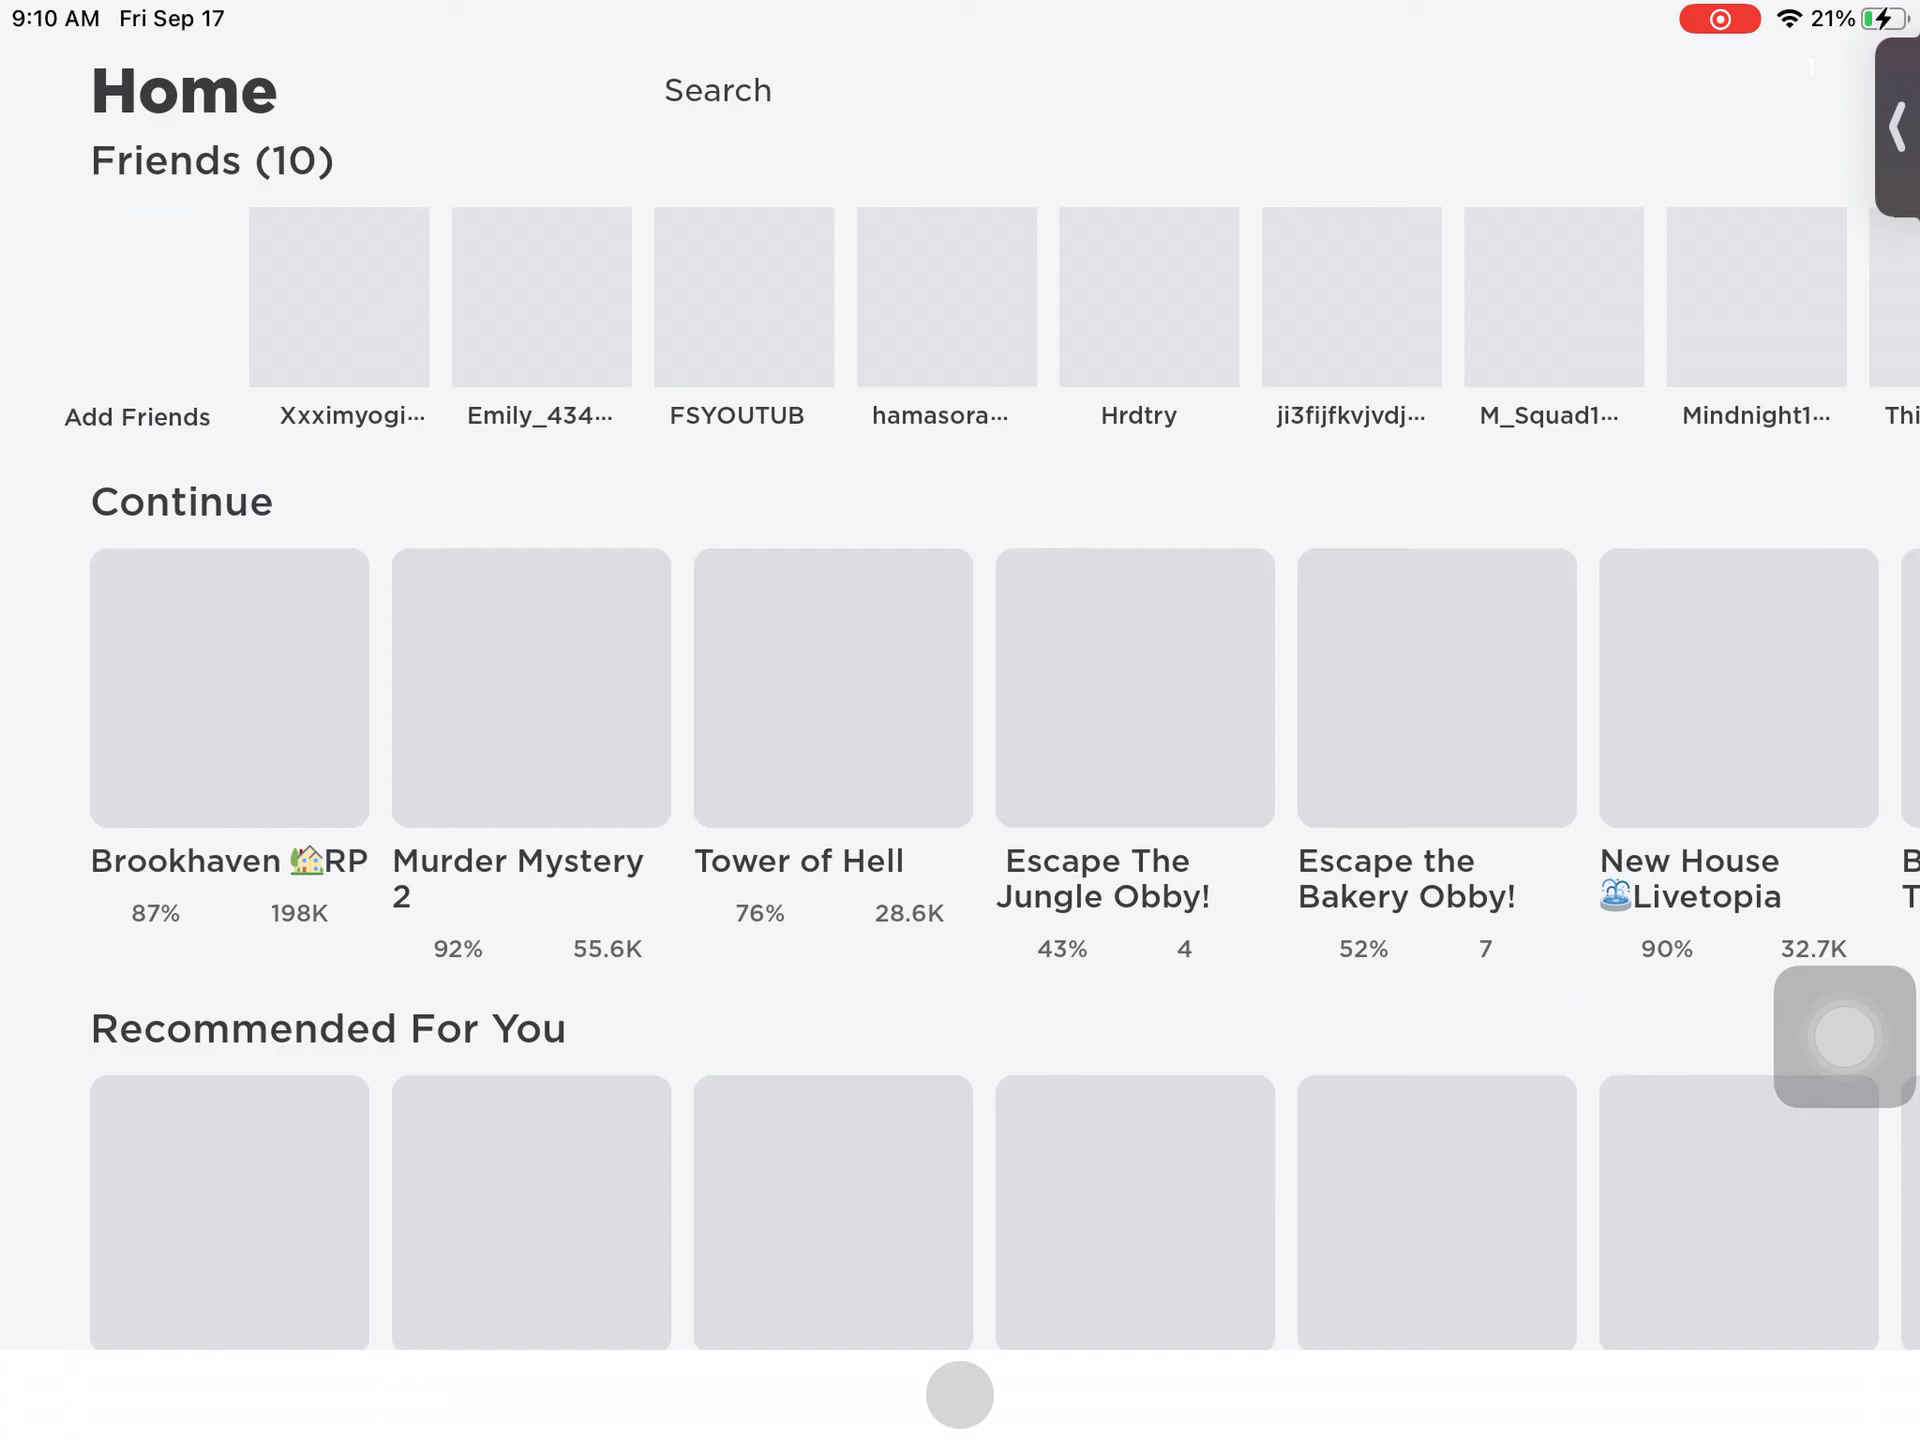 9:10 AM Fri Sep 17 21%
1
Home
Search
Friends (10)
Add Friends Xxximyogi... Emily_434... FSYOUTUB hamasora... Hrdtry ji3fijfkvjvdj... M_Squad1... Mindnight1... Thi
Continue
Brookhaven 🏡RP
87% 198K
Murder Mystery
2
92% 55.6K
Tower of Hell
76% 28.6K
Escape The
Jungle Obby!
43% 4
Escape the
Bakery Obby!
52% 7
New House
⛲Livetopia
90% 32.7K
B
T
Recommended For You